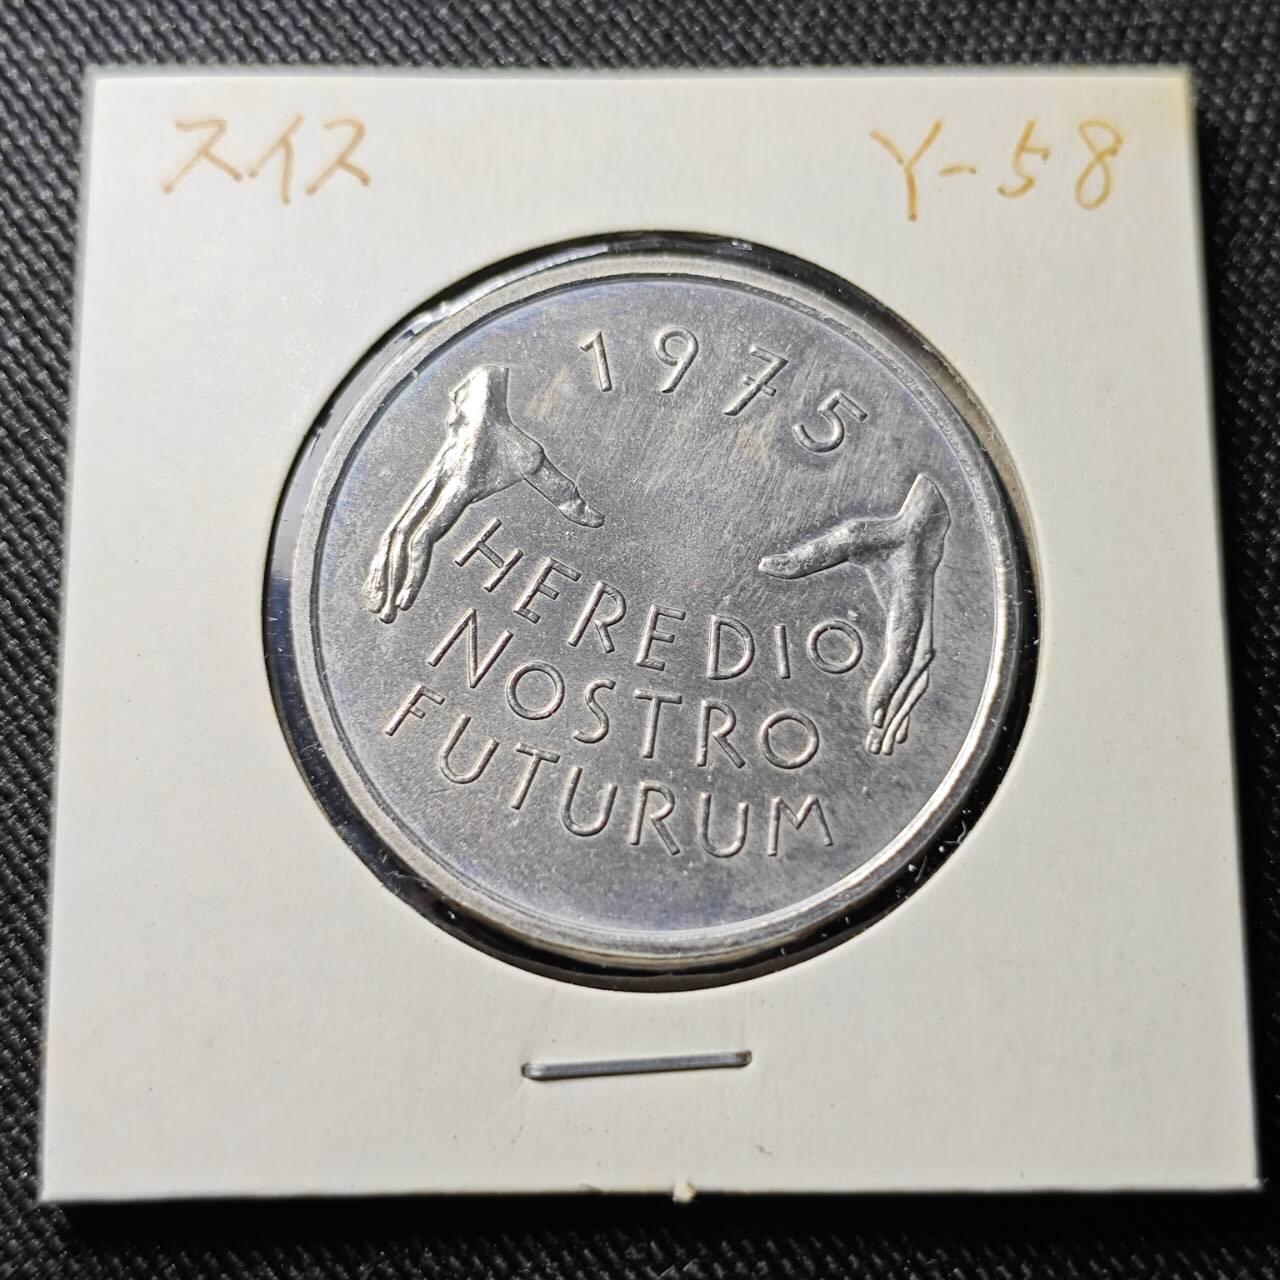 スイス
Y-58
1975
HEREDIO
NOSTRO
FUTURUM